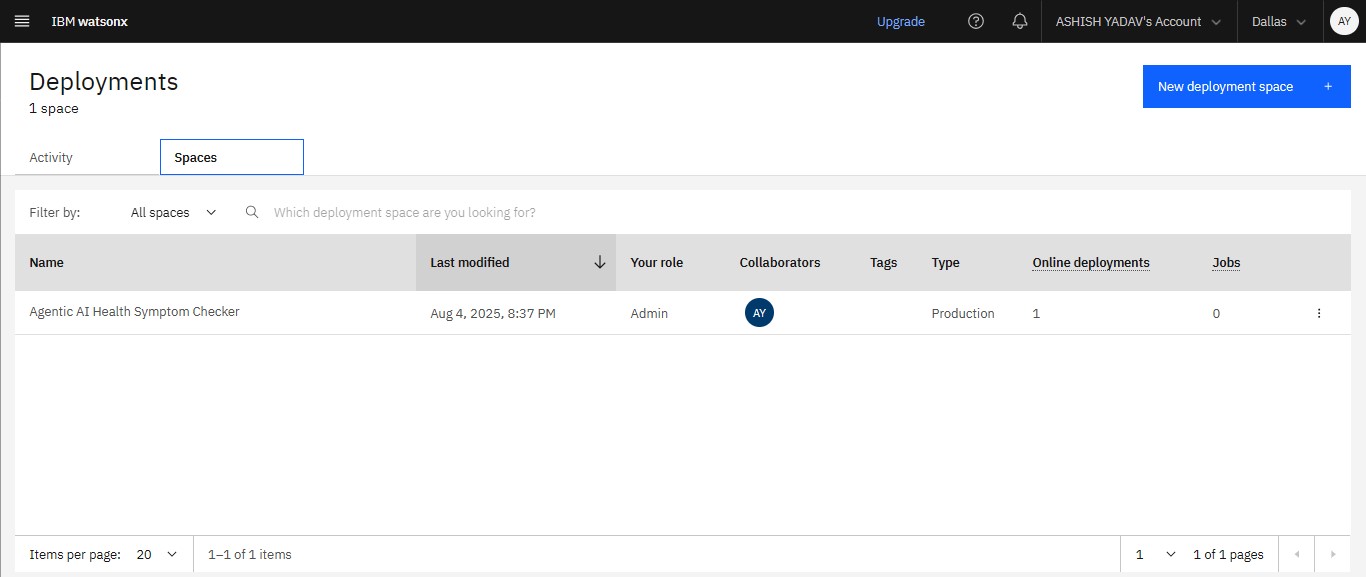 IBM watsonx Upgrade ASHISH YADAV's Account Dallas AY
Deployments
1 space
New deployment space +
Activity Spaces
Filter by: All spaces Which deployment space are you looking for?
Name Last modified Your role Collaborators Tags Type Online deployments Jobs
Agentic AI Health Symptom Checker Aug 4, 2025, 8:37 PM Admin AY Production 1 0
Items per page: 20 1–1 of 1 items 1 1 of 1 pages